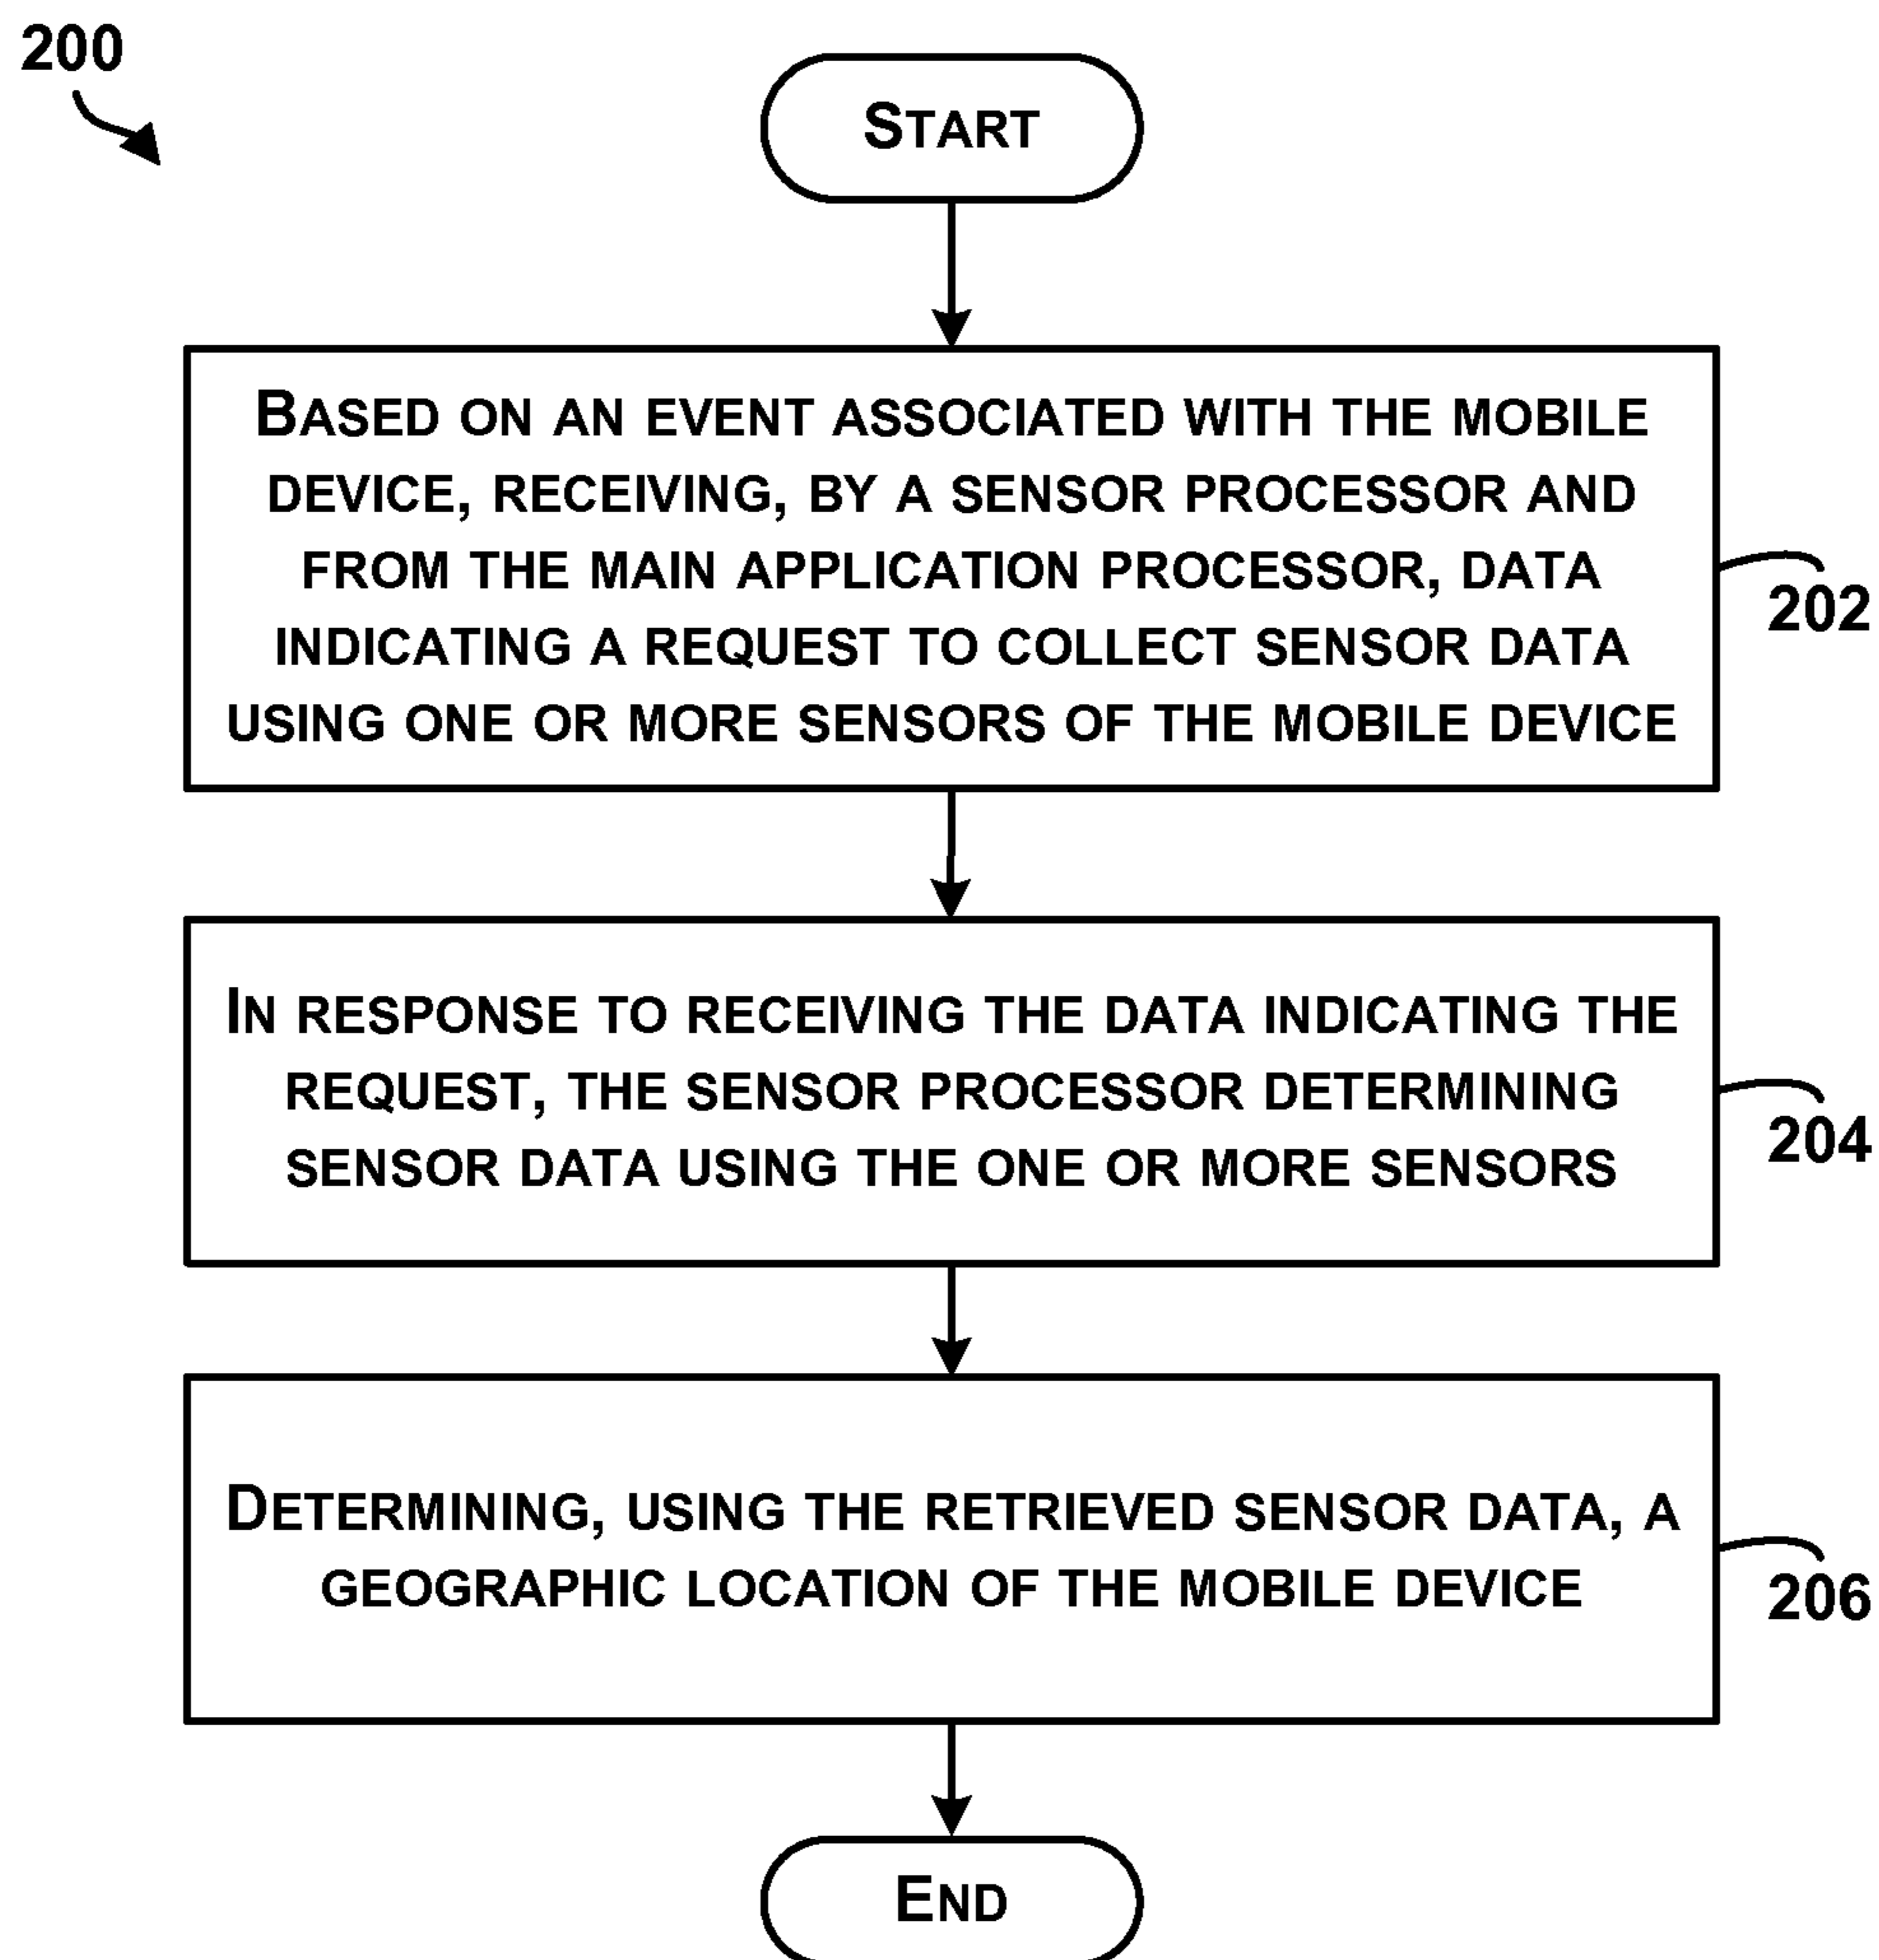 200
START
BASED ON AN EVENT ASSOCIATED WITH THE MOBILE
DEVICE, RECEIVING, BY A SENSOR PROCESSOR AND
FROM THE MAIN APPLICATION PROCESSOR, DATA
INDICATING A REQUEST TO COLLECT SENSOR DATA
USING ONE OR MORE SENSORS OF THE MOBILE DEVICE
202
IN RESPONSE TO RECEIVING THE DATA INDICATING THE
REQUEST, THE SENSOR PROCESSOR DETERMINING
SENSOR DATA USING THE ONE OR MORE SENSORS
204
DETERMINING, USING THE RETRIEVED SENSOR DATA, A
GEOGRAPHIC LOCATION OF THE MOBILE DEVICE
206
END